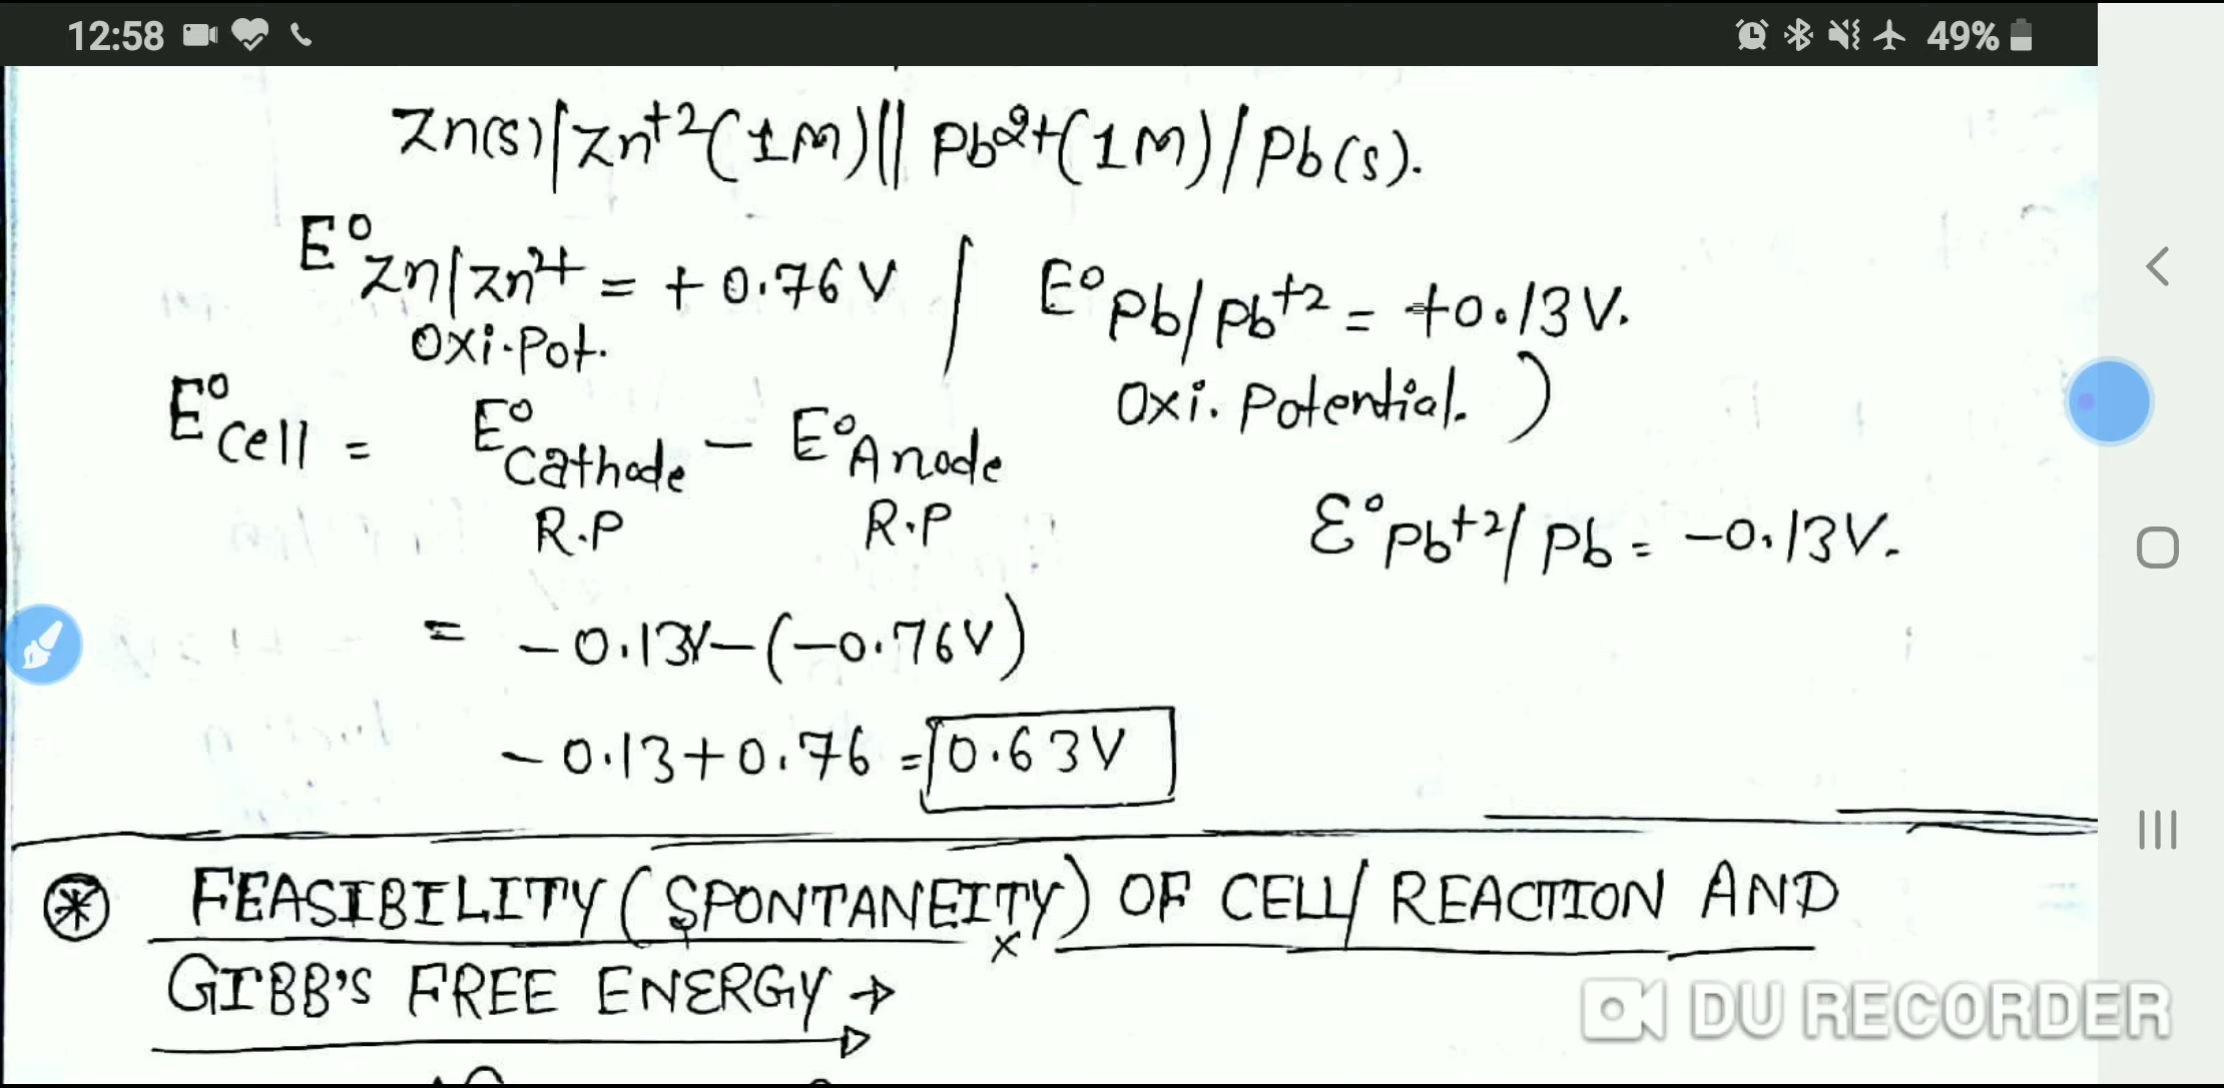 12:58 49%
Zn(s)/Zn+2(1M)||Pb2+(1M)/Pb(s).
E° Zn/Zn2+ = +0.76V / E° Pb/Pb+2 = +0.13V.
Oxi.Pot. Oxi. Potential. )
E°Cell = E°Cathode - E°Anode
R.P R.P
E°Pb+2/Pb = -0.13V.
= -0.13V-(-0.76V)
-0.13+0.76 = 0.63V
* FEASIBILITY (SPONTANEITY) OF CELL/REACTION AND
x
GIBB'S FREE ENERGY →
DU RECORDER